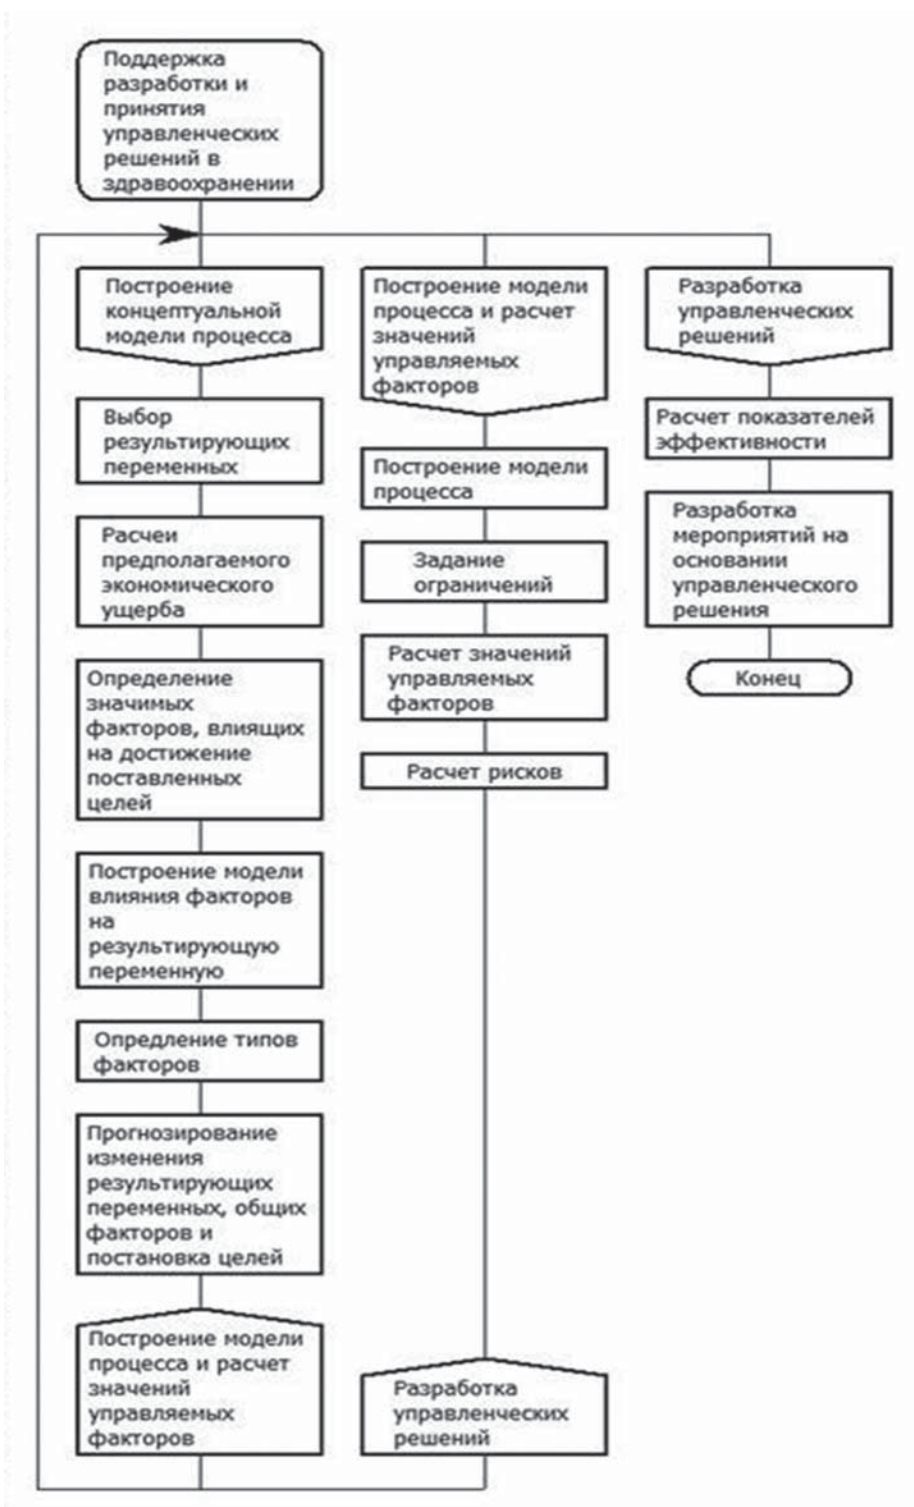 Поддержка
разработки и
принятия
управленческих
решений в
здравоохранении
Построение
концептуальной
модели процесса
Выбор
результирующих
переменных
Расчеи
предполагаемого
экономического
ущерба
Определение
значимых
факторов, влиящих
на достижение
поставленных
целей
Построение модели
влияния факторов
на
результирующую
переменную
Опредление типов
факторов
Прогнозирование
изменения
результирующих
переменных, общих
факторов и
постановка целей
Построение модели
процесса и расчет
значений
управляемых
факторов
Построение модели
процесса и расчет
значений
управляемых
факторов
Построение модели
процесса
Задание
ограничений
Расчет значений
управляемых
факторов
Расчет рисков
Разработка
управленческих
решений
Разработка
управленческих
решений
Расчет показателей
эффективности
Разработка
мероприятий на
основании
управленческого
решения
Конец